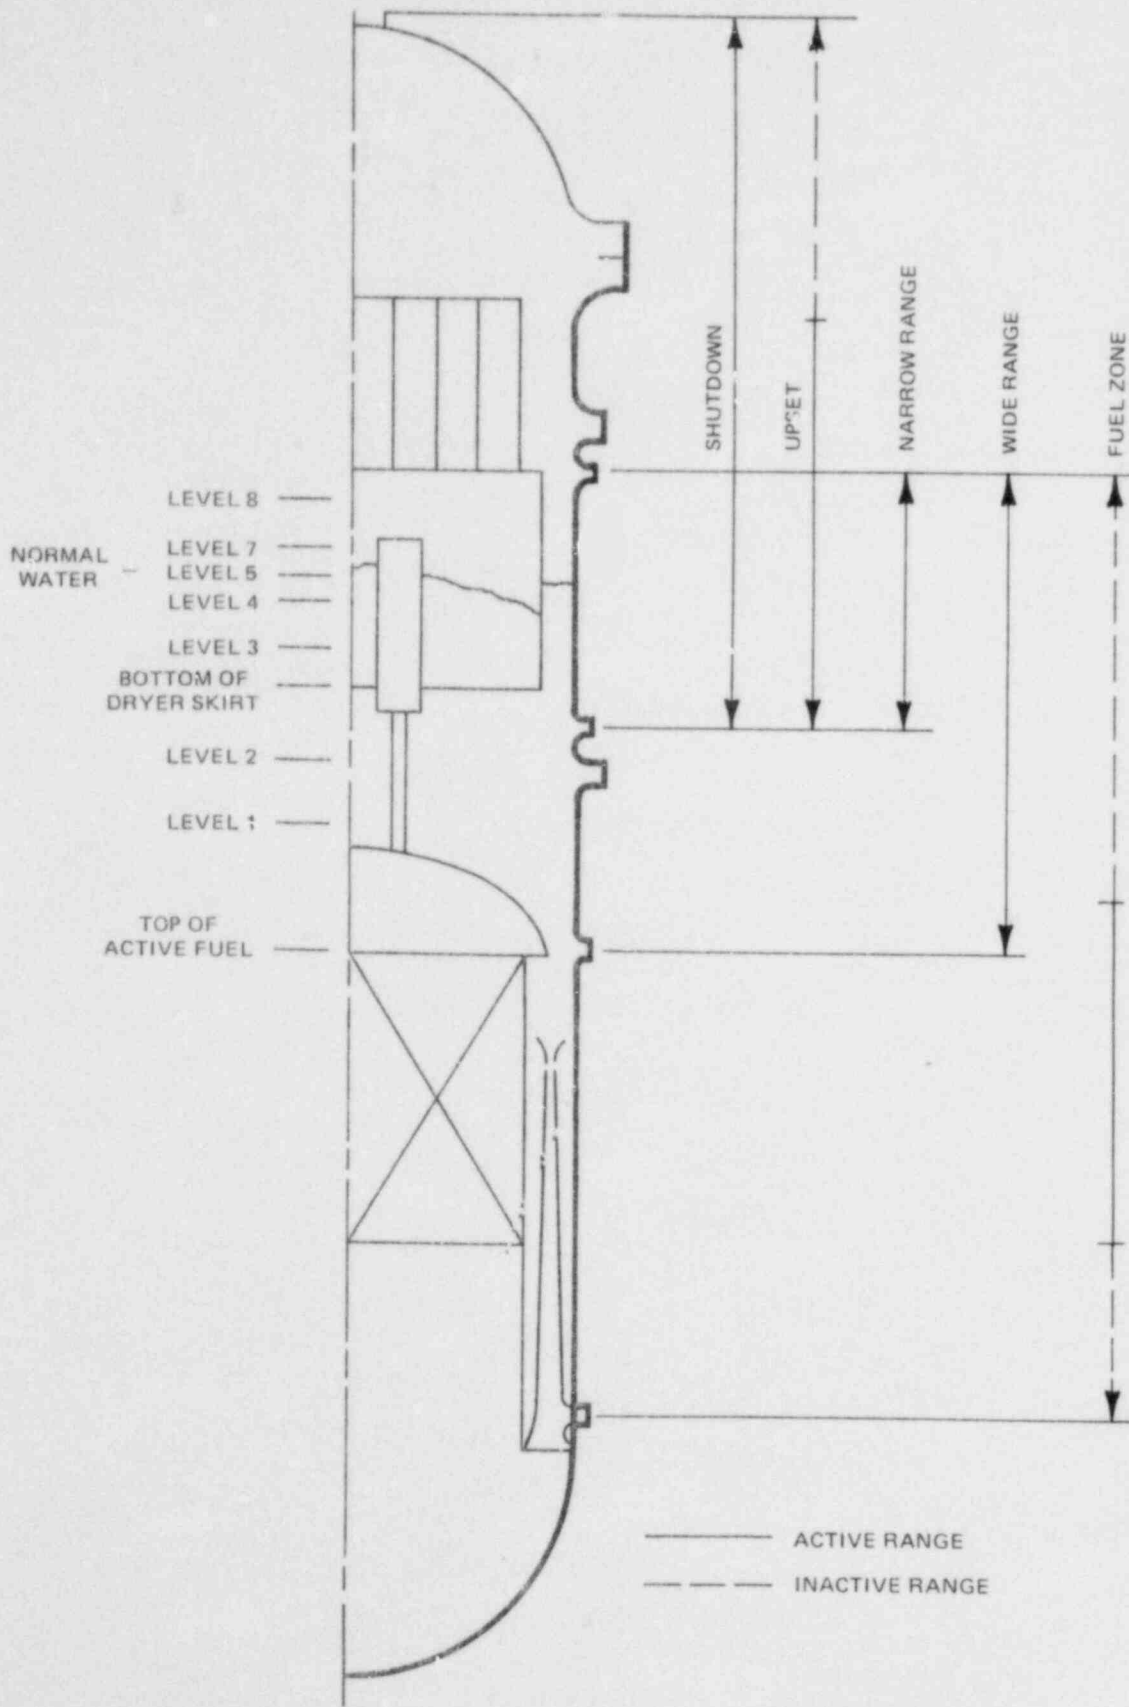 SHUTDOWN
UPSET
NARROW RANGE
WIDE RANGE
FUEL ZONE
LEVEL 8
LEVEL 7
NORMAL
WATER
LEVEL 5
LEVEL 4
LEVEL 3
BOTTOM OF
DRYER SKIRT
LEVEL 2
LEVEL 1
TOP OF
ACTIVE FUEL
ACTIVE RANGE
INACTIVE RANGE